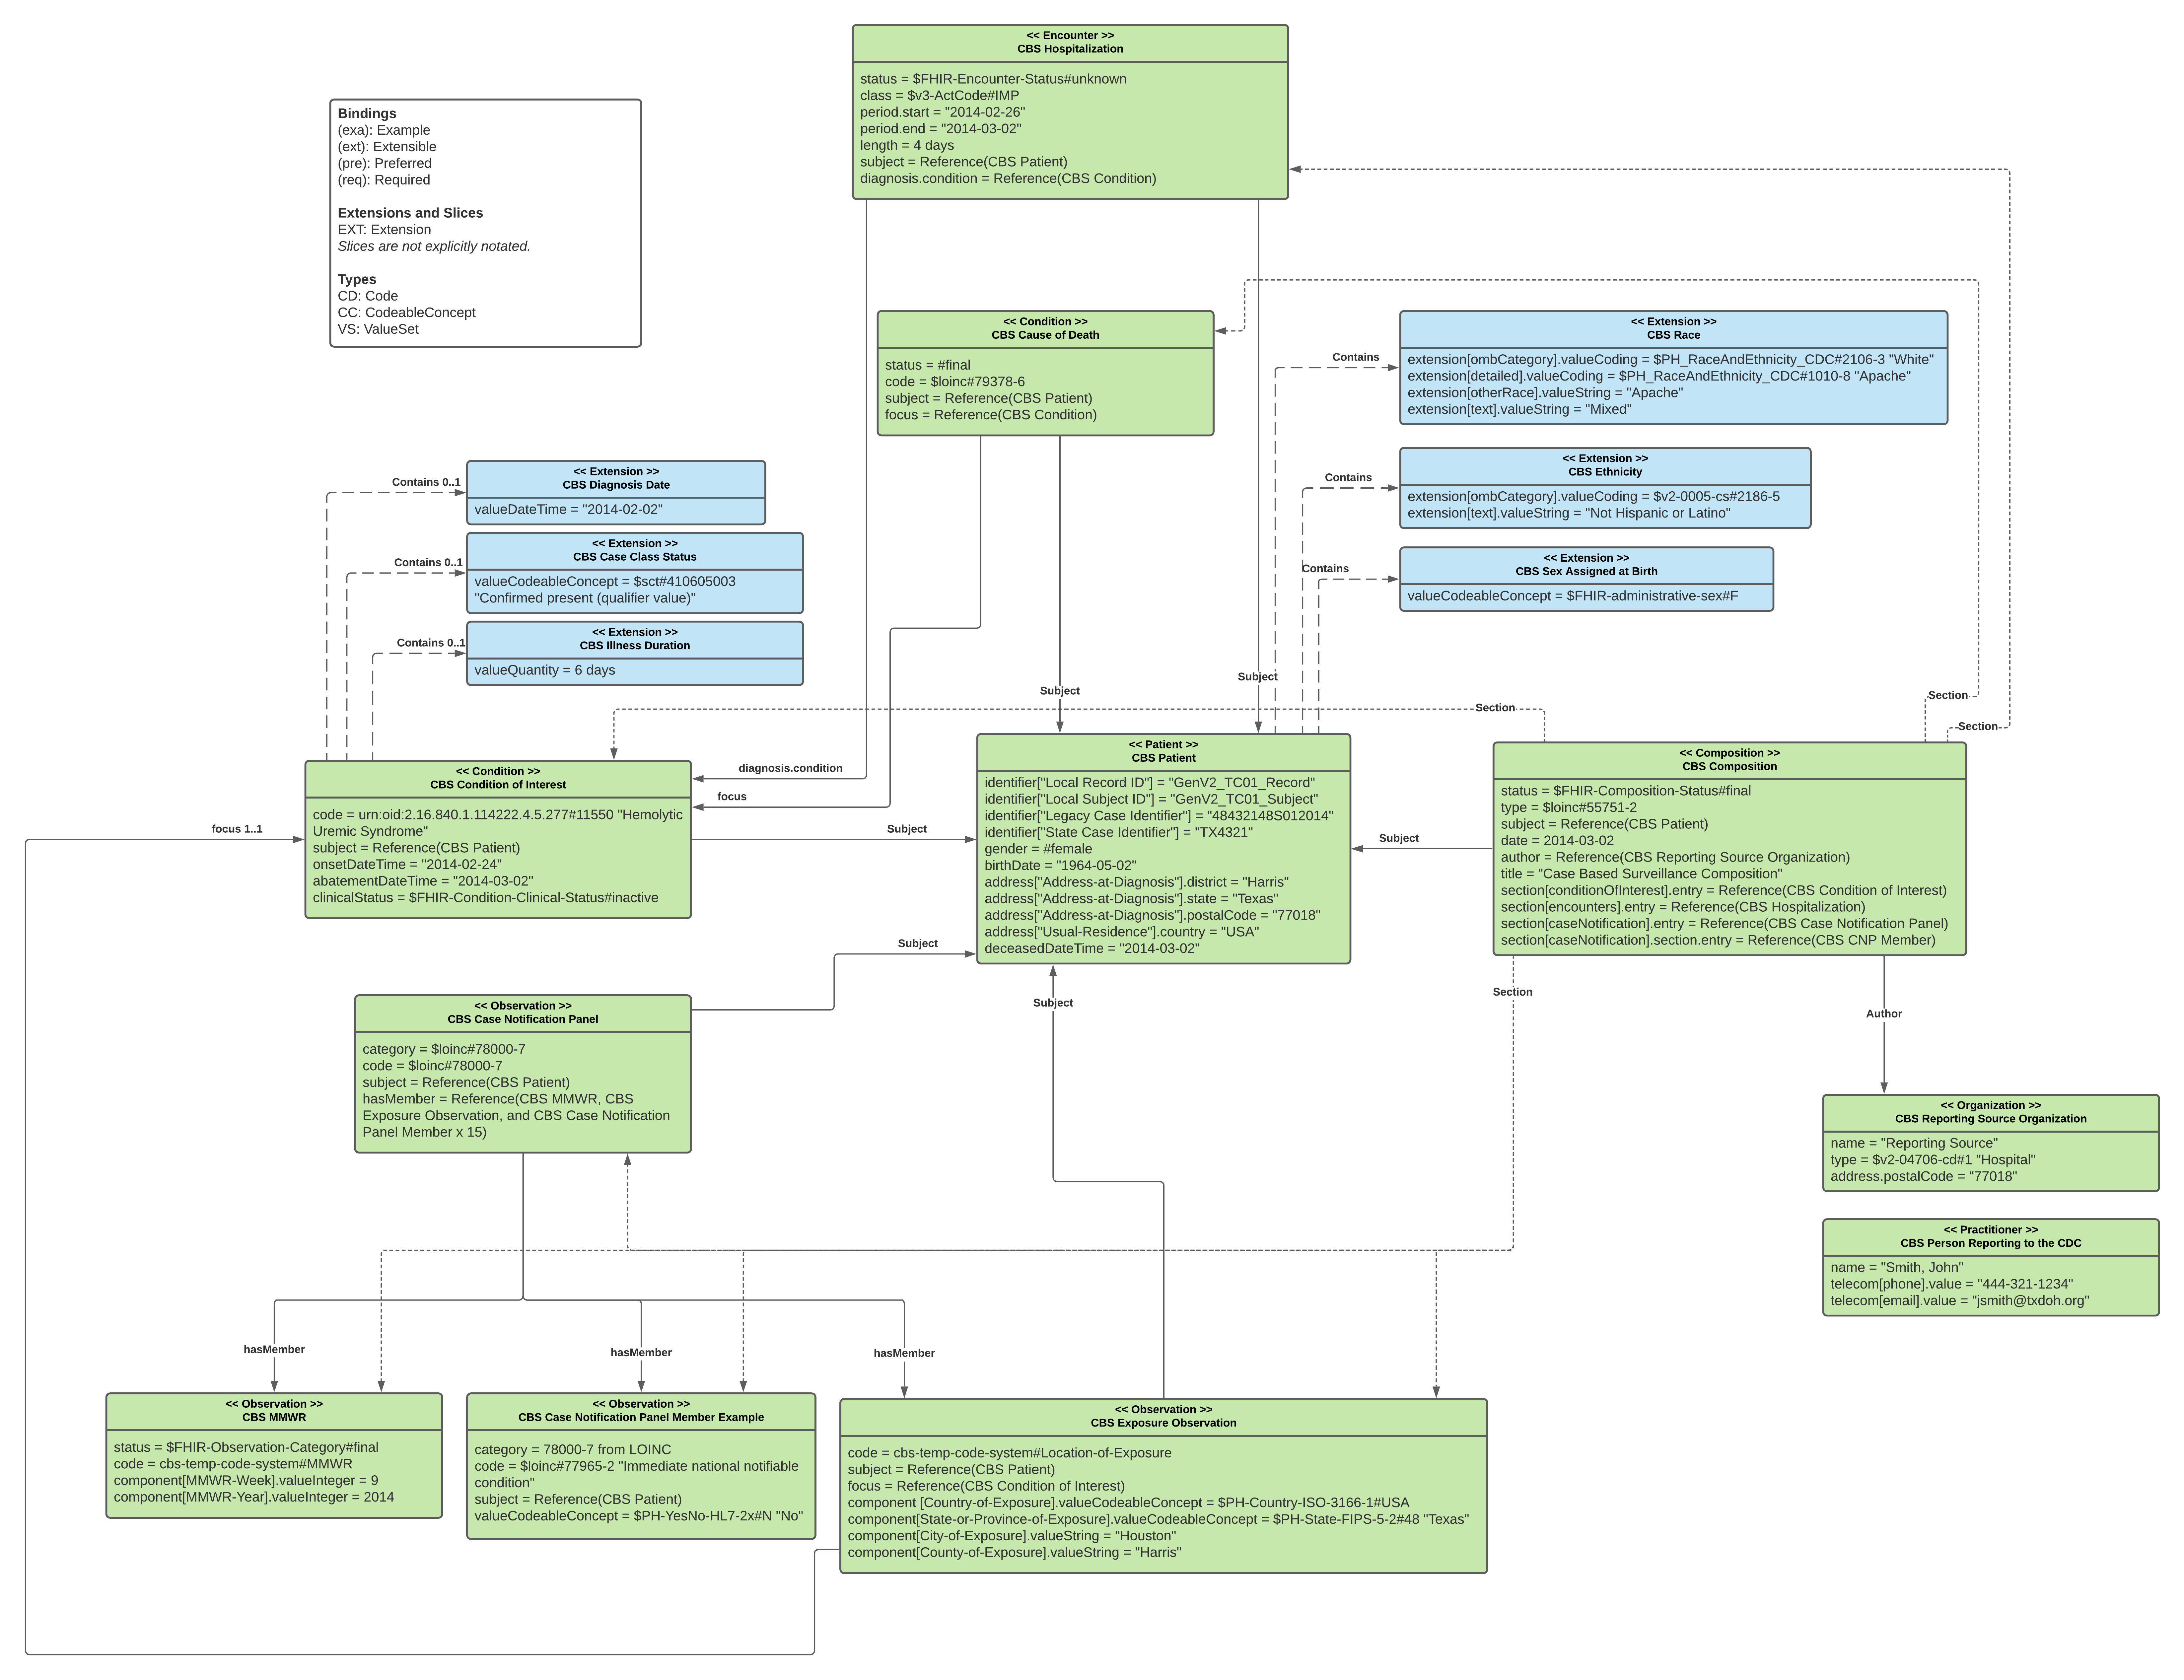 << Encounter >>
CBS Hospitalization
status = $FHIR-Encounter-Status#unknown
class = $v3-ActCode#IMP
period.start = "2014-02-26"
period.end = "2014-03-02"
length = 4 days
subject = Reference(CBS Patient)
diagnosis.condition = Reference(CBS Condition)
Bindings
(exa): Example
(ext): Extensible
(pre): Preferred
(req): Required
Extensions and Slices
EXT: Extension
Slices are not explicitly notated.
Types
CD: Code
CC: CodeableConcept
VS: ValueSet
<< Condition >>
CBS Cause of Death
status = #final
code = $loinc#79378-6
subject = Reference(CBS Patient)
focus = Reference(CBS Condition)
Contains
<< Extension >>
CBS Race
extension[ombCategory].valueCoding = $PH_RaceAndEthnicity_CDC#2106-3 "White"
extension[detailed].valueCoding = $PH_RaceAndEthnicity_CDC#1010-8 "Apache"
extension[otherRace].valueString = "Apache"
extension[text].valueString = "Mixed"
Contains
<< Extension >>
CBS Ethnicity
extension[ombCategory].valueCoding = $v2-0005-cs#2186-5
extension[text].valueString = "Not Hispanic or Latino"
Contains
<< Extension >>
CBS Sex Assigned at Birth
valueCodeableConcept = $FHIR-administrative-sex#F
Contains 0..1
<< Extension >>
CBS Diagnosis Date
valueDateTime = "2014-02-02"
Contains 0..1
<< Extension >>
CBS Case Class Status
valueCodeableConcept = $sct#410605003
"Confirmed present (qualifier value)"
Contains 0..1
<< Extension >>
CBS Illness Duration
valueQuantity = 6 days
Subject
Subject
Section
Section
Section
<< Condition >>
CBS Condition of Interest
code = urn:oid:2.16.840.1.114222.4.5.277#11550 "Hemolytic
Uremic Syndrome"
subject = Reference(CBS Patient)
onsetDateTime = "2014-02-24"
abatementDateTime = "2014-03-02"
clinicalStatus = $FHIR-Condition-Clinical-Status#inactive
diagnosis.condition
focus
focus 1..1
Subject
<< Patient >>
CBS Patient
identifier["Local Record ID"] = "GenV2_TC01_Record"
identifier["Local Subject ID"] = "GenV2_TC01_Subject"
identifier["Legacy Case Identifier"] = "48432148S012014"
identifier["State Case Identifier"] = "TX4321"
gender = #female
birthDate = "1964-05-02"
address["Address-at-Diagnosis"].district = "Harris"
address["Address-at-Diagnosis"].state = "Texas"
address["Address-at-Diagnosis"].postalCode = "77018"
address["Usual-Residence"].country = "USA"
deceasedDateTime = "2014-03-02"
Subject
<< Composition >>
CBS Composition
status = $FHIR-Composition-Status#final
type = $loinc#55751-2
subject = Reference(CBS Patient)
date = 2014-03-02
author = Reference(CBS Reporting Source Organization)
title = "Case Based Surveillance Composition"
section[conditionOfInterest].entry = Reference(CBS Condition of Interest)
section[encounters].entry = Reference(CBS Hospitalization)
section[caseNotification].entry = Reference(CBS Case Notification Panel)
section[caseNotification].section.entry = Reference(CBS CNP Member)
Subject
Subject
Section
Author
<< Observation >>
CBS Case Notification Panel
category = $loinc#78000-7
code = $loinc#78000-7
subject = Reference(CBS Patient)
hasMember = Reference(CBS MMWR, CBS
Exposure Observation, and CBS Case Notification
Panel Member x 15)
<< Organization >>
CBS Reporting Source Organization
name = "Reporting Source"
type = $v2-04706-cd#1 "Hospital"
address.postalCode = "77018"
<< Practitioner >>
CBS Person Reporting to the CDC
name = "Smith, John"
telecom[phone].value = "444-321-1234"
telecom[email].value = "jsmith@txdoh.org"
hasMember
hasMember
hasMember
<< Observation >>
CBS MMWR
status = $FHIR-Observation-Category#final
code = cbs-temp-code-system#MMWR
component[MMWR-Week].valueInteger = 9
component[MMWR-Year].valueInteger = 2014
<< Observation >>
CBS Case Notification Panel Member Example
category = 78000-7 from LOINC
code = $loinc#77965-2 "Immediate national notifiable
condition"
subject = Reference(CBS Patient)
valueCodeableConcept = $PH-YesNo-HL7-2x#N "No"
<< Observation >>
CBS Exposure Observation
code = cbs-temp-code-system#Location-of-Exposure
subject = Reference(CBS Patient)
focus = Reference(CBS Condition of Interest)
component [Country-of-Exposure].valueCodeableConcept = $PH-Country-ISO-3166-1#USA
component[State-or-Province-of-Exposure].valueCodeableConcept = $PH-State-FIPS-5-2#48 "Texas"
component[City-of-Exposure].valueString = "Houston"
component[County-of-Exposure].valueString = "Harris"